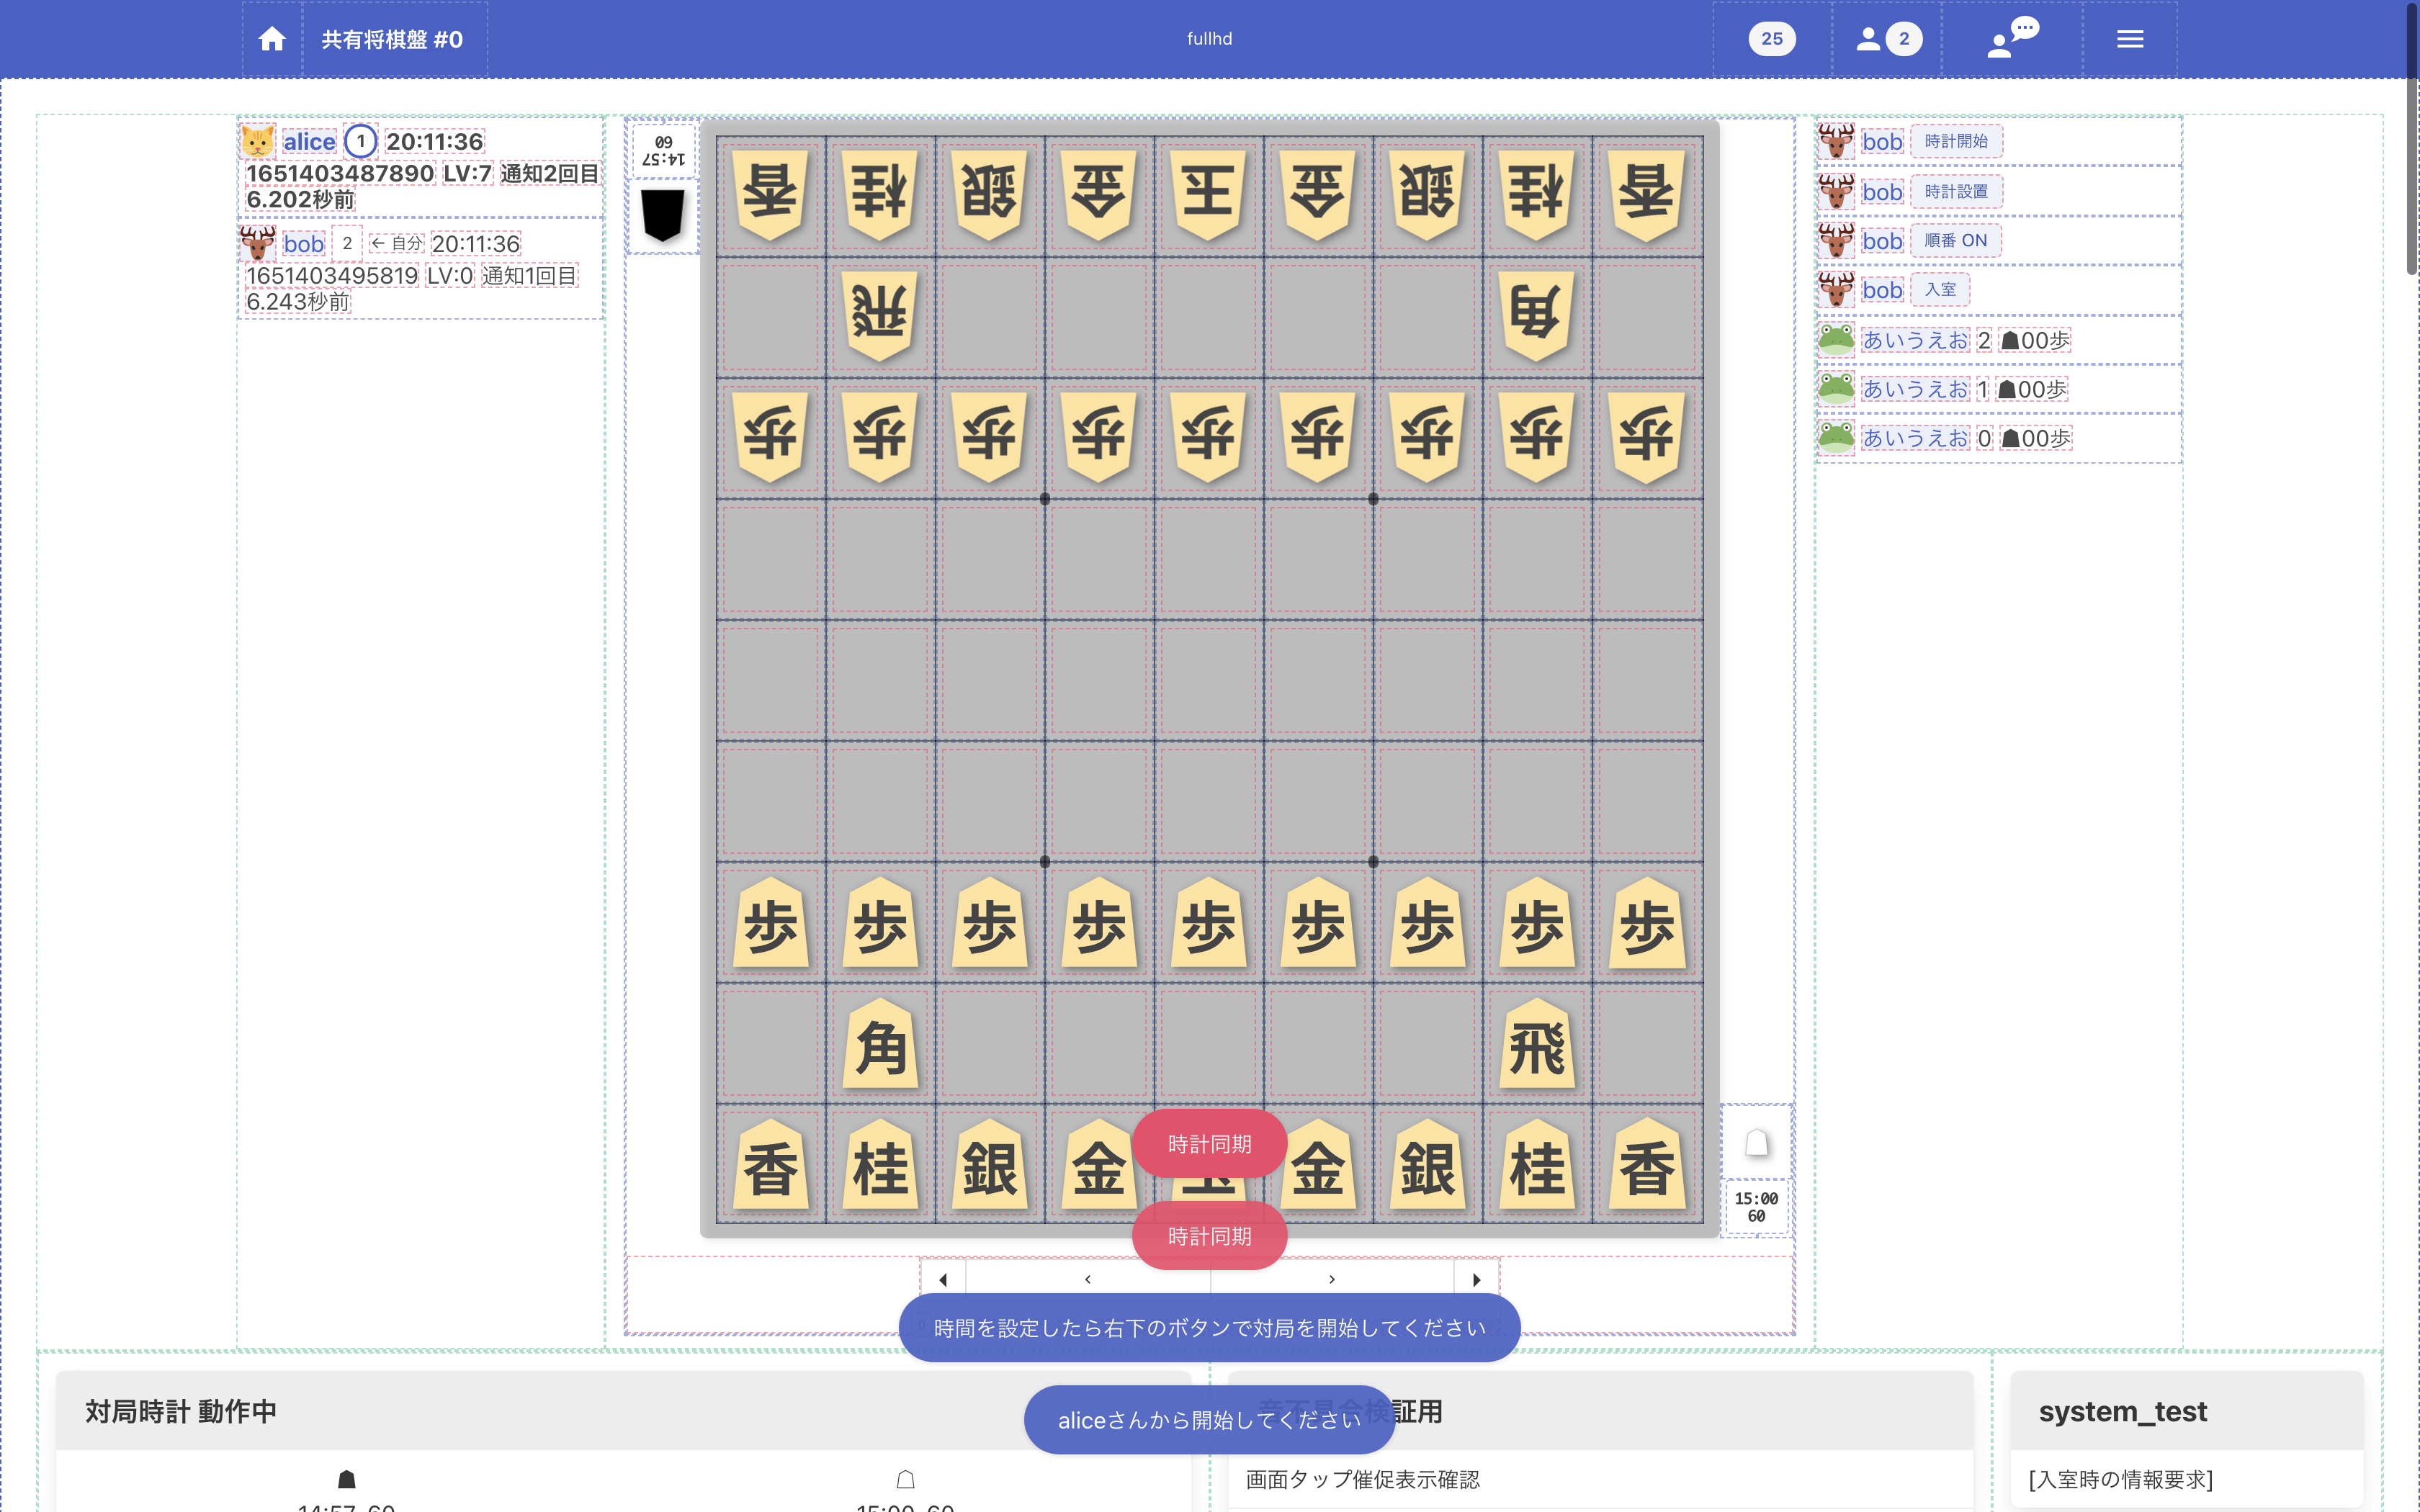 共有将棋盤 #0
fullhd
25
2
alice 1 20:11:36
1651403487890 LV:7 通知2回目
6.202秒前
bob 2 ← 自分 20:11:36
1651403495819 LV:0 通知1回目
6.243秒前
14:57
60
香 桂 銀 金 玉 金 銀 桂 香
飛 角
歩 歩 歩 歩 歩 歩 歩 歩 歩
歩 歩 歩 歩 歩 歩 歩 歩 歩
角 飛
香 桂 銀 金 玉 金 銀 桂 香
15:00
60
bob 時計開始
bob 時計設置
bob 順番 ON
bob 入室
あいうえお 2 ☗00歩
あいうえお 1 ☗00歩
あいうえお 0 ☗00歩
時計同期
時計同期
時間を設定したら右下のボタンで対局を開始してください
aliceさんから開始してください
対局時計 動作中
☗ ☖
14:57 60 15:00 60
検証用
画面タップ催促表示確認
system_test
[入室時の情報要求]